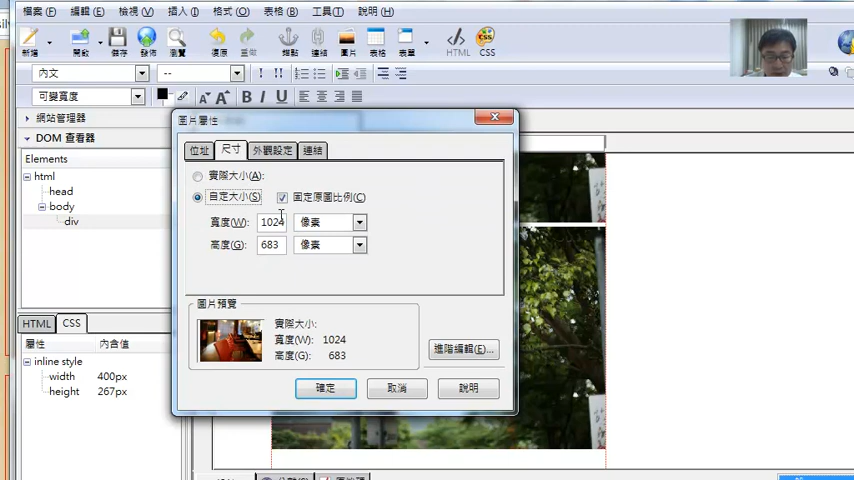 檔案(F) 編輯(E) 檢視(V) 插入(I) 格式(O) 表格(B) 工具(T) 說明(H)
新增 開啟 儲存 發佈 瀏覽 復原 重做 錨點 連結 圖片 表格 表單 HTML CSS
內文 --
可變寬度 B I U
網站管理器
DOM 查看器
Elements
html
head
body
div
HTML CSS
屬性 內含值
inline style
width 400px
height 267px
圖片屬性
位址 尺寸 外觀設定 連結
實際大小(A):
自定大小(S) 固定原圖比例(C)
寬度(W): 1024 像素
高度(G): 683 像素
圖片預覽
實際大小:
寬度(W): 1024
高度(G): 683
進階編輯(E)...
確定 取消 說明